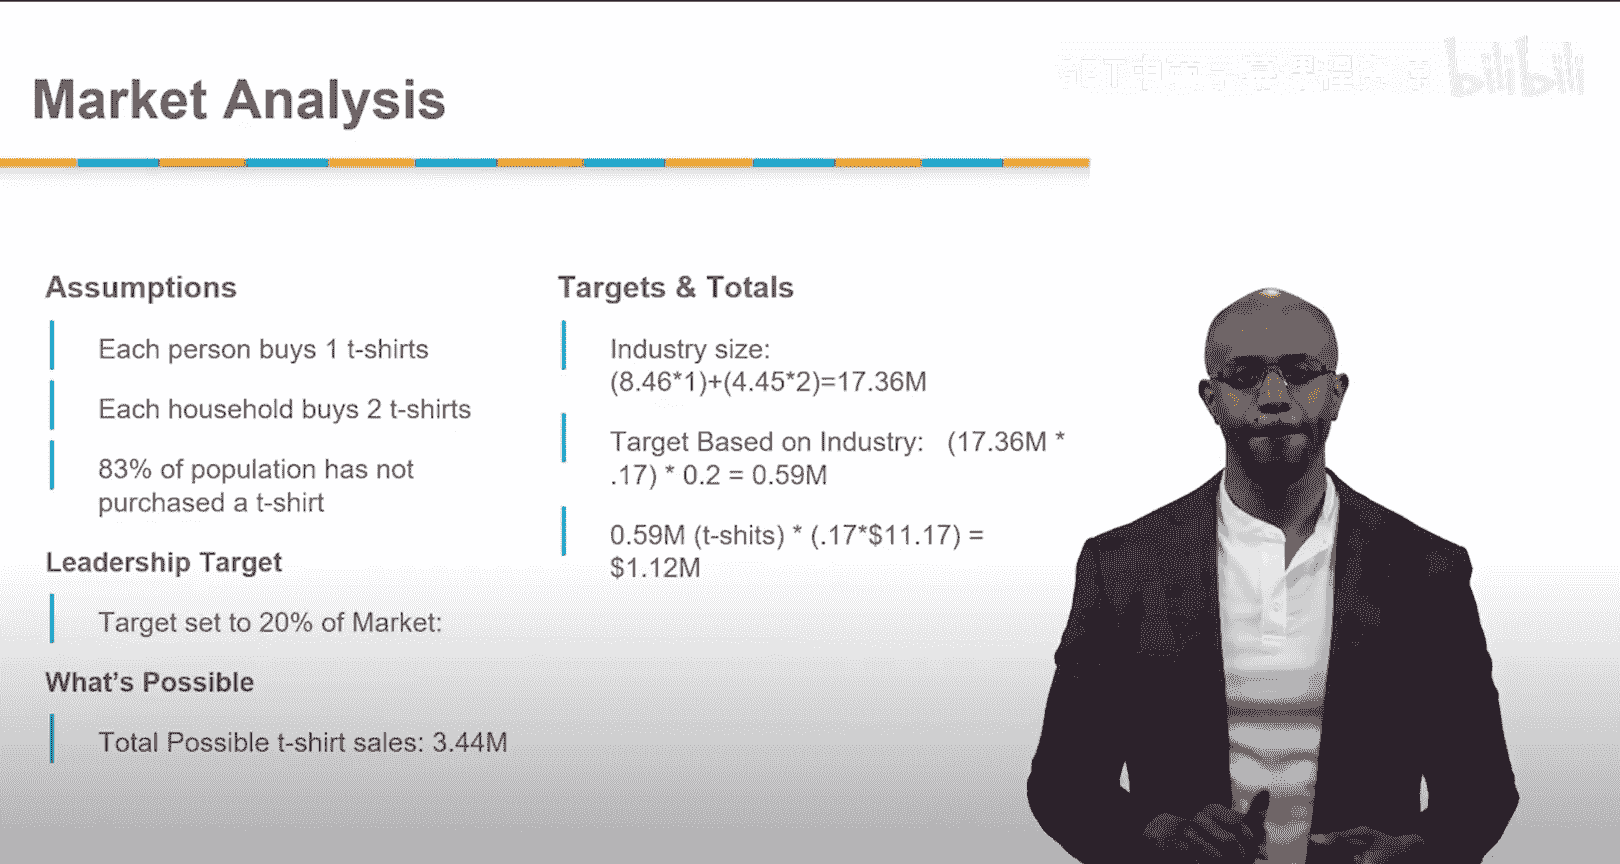 Market Analysis
bilibili
Assumptions
Each person buys 1 t-shirts
Each household buys 2 t-shirts
83% of population has not
purchased a t-shirt
Leadership Target
Target set to 20% of Market:
What's Possible
Total Possible t-shirt sales: 3.44M
Targets & Totals
Industry size:
(8.46*1)+(4.45*2)=17.36M
Target Based on Industry: (17.36M *
.17) * 0.2 = 0.59M
0.59M (t-shits) * (.17*$11.17) =
$1.12M